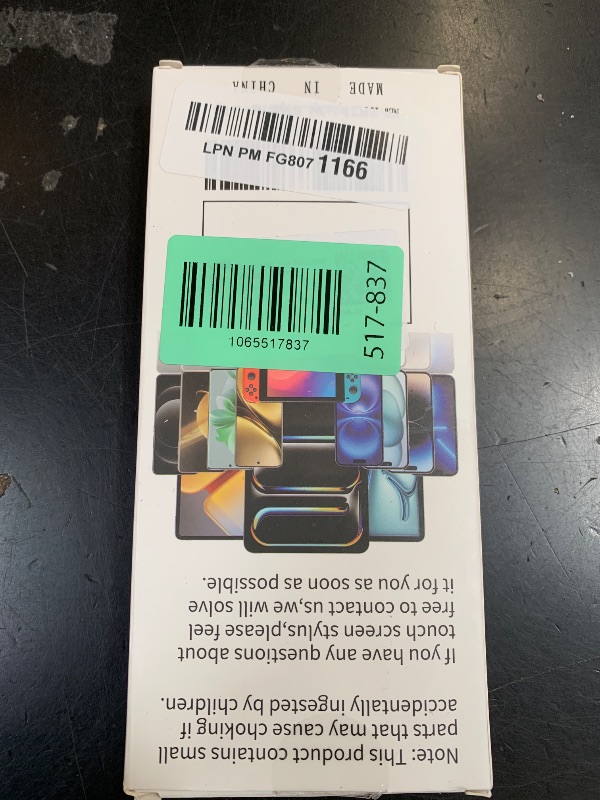 MADE IN CHINA
LPN PM FG807 1166
1065517837
517-837
If you have any questions about
touch screen stylus,please feel
free to contact us,we will solve
it for you as soon as possible.
Note: This product contains small
parts that may cause choking if
accidentally ingested by children.